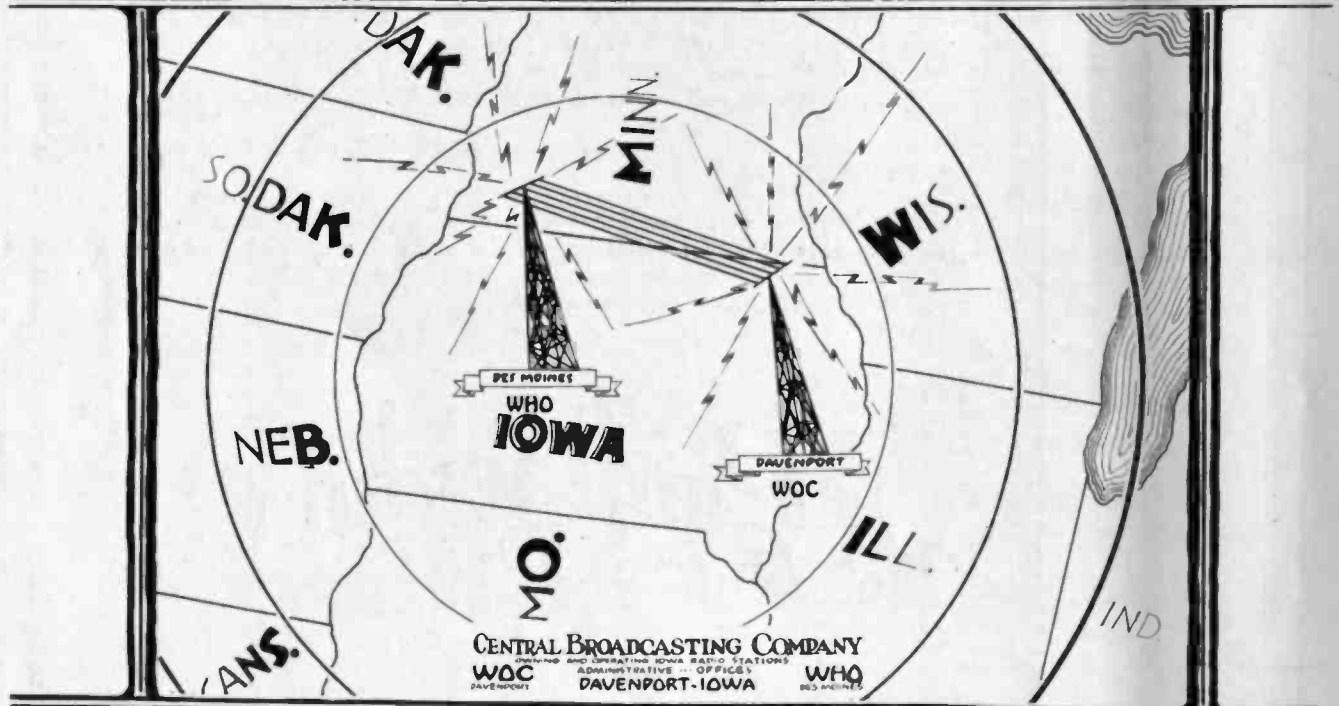 DAK.
MINN.
SO.DAK.
WIS.
DES MOINES
WHO
IOWA
NEB.
DAVENPORT
WOC
ILL.
MO.
IND.
ANS.
CENTRAL BROADCASTING COMPANY
OWNING AND OPERATING IOWA RADIO STATIONS
WOC ADMINISTRATIVE OFFICES WHO
DAVENPORT DAVENPORT-IOWA DES MOINES